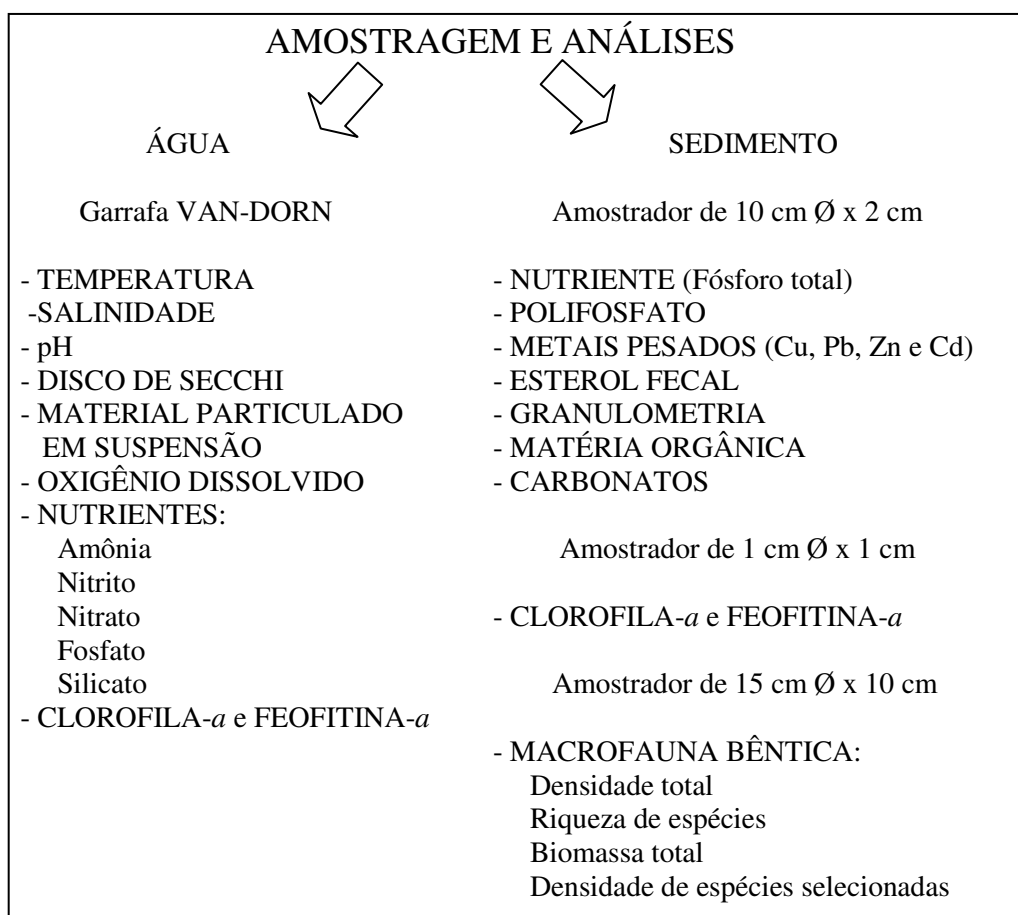 AMOSTRAGEM E ANÁLISES
ÁGUA
Garrafa VAN-DORN
- TEMPERATURA
-SALINIDADE
- pH
- DISCO DE SECCHI
- MATERIAL PARTICULADO
EM SUSPENSÃO
- OXIGÊNIO DISSOLVIDO
- NUTRIENTES:
Amônia
Nitrito
Nitrato
Fosfato
Silicato
- CLOROFILA-a e FEOFITINA-a
SEDIMENTO
Amostrador de 10 cm Ø x 2 cm
- NUTRIENTE (Fósforo total)
- POLIFOSFATO
- METAIS PESADOS (Cu, Pb, Zn e Cd)
- ESTEROL FECAL
- GRANULOMETRIA
- MATÉRIA ORGÂNICA
- CARBONATOS
Amostrador de 1 cm Ø x 1 cm
- CLOROFILA-a e FEOFITINA-a
Amostrador de 15 cm Ø x 10 cm
- MACROFAUNA BÊNTICA:
Densidade total
Riqueza de espécies
Biomassa total
Densidade de espécies selecionadas